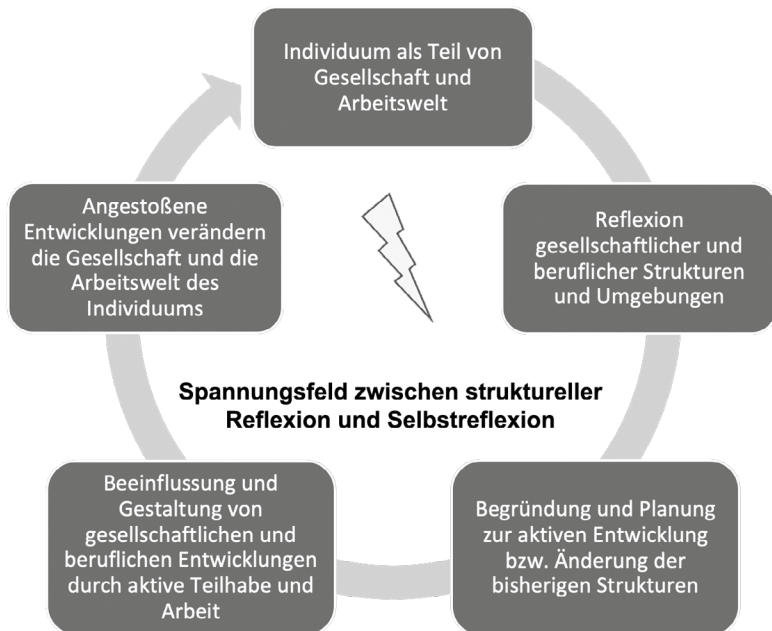 Individuum als Teil von
Gesellschaft und
Arbeitswelt
Reflexion
gesellschaftlicher und
beruflicher Strukturen
und Umgebungen
Begründung und Planung
zur aktiven Entwicklung
bzw. Änderung der
bisherigen Strukturen
Beeinflussung und
Gestaltung von
gesellschaftlichen und
beruflichen Entwicklungen
durch aktive Teilhabe und
Arbeit
Angestoßene
Entwicklungen verändern
die Gesellschaft und die
Arbeitswelt des
Individuums
Spannungsfeld zwischen struktureller
Reflexion und Selbstreflexion